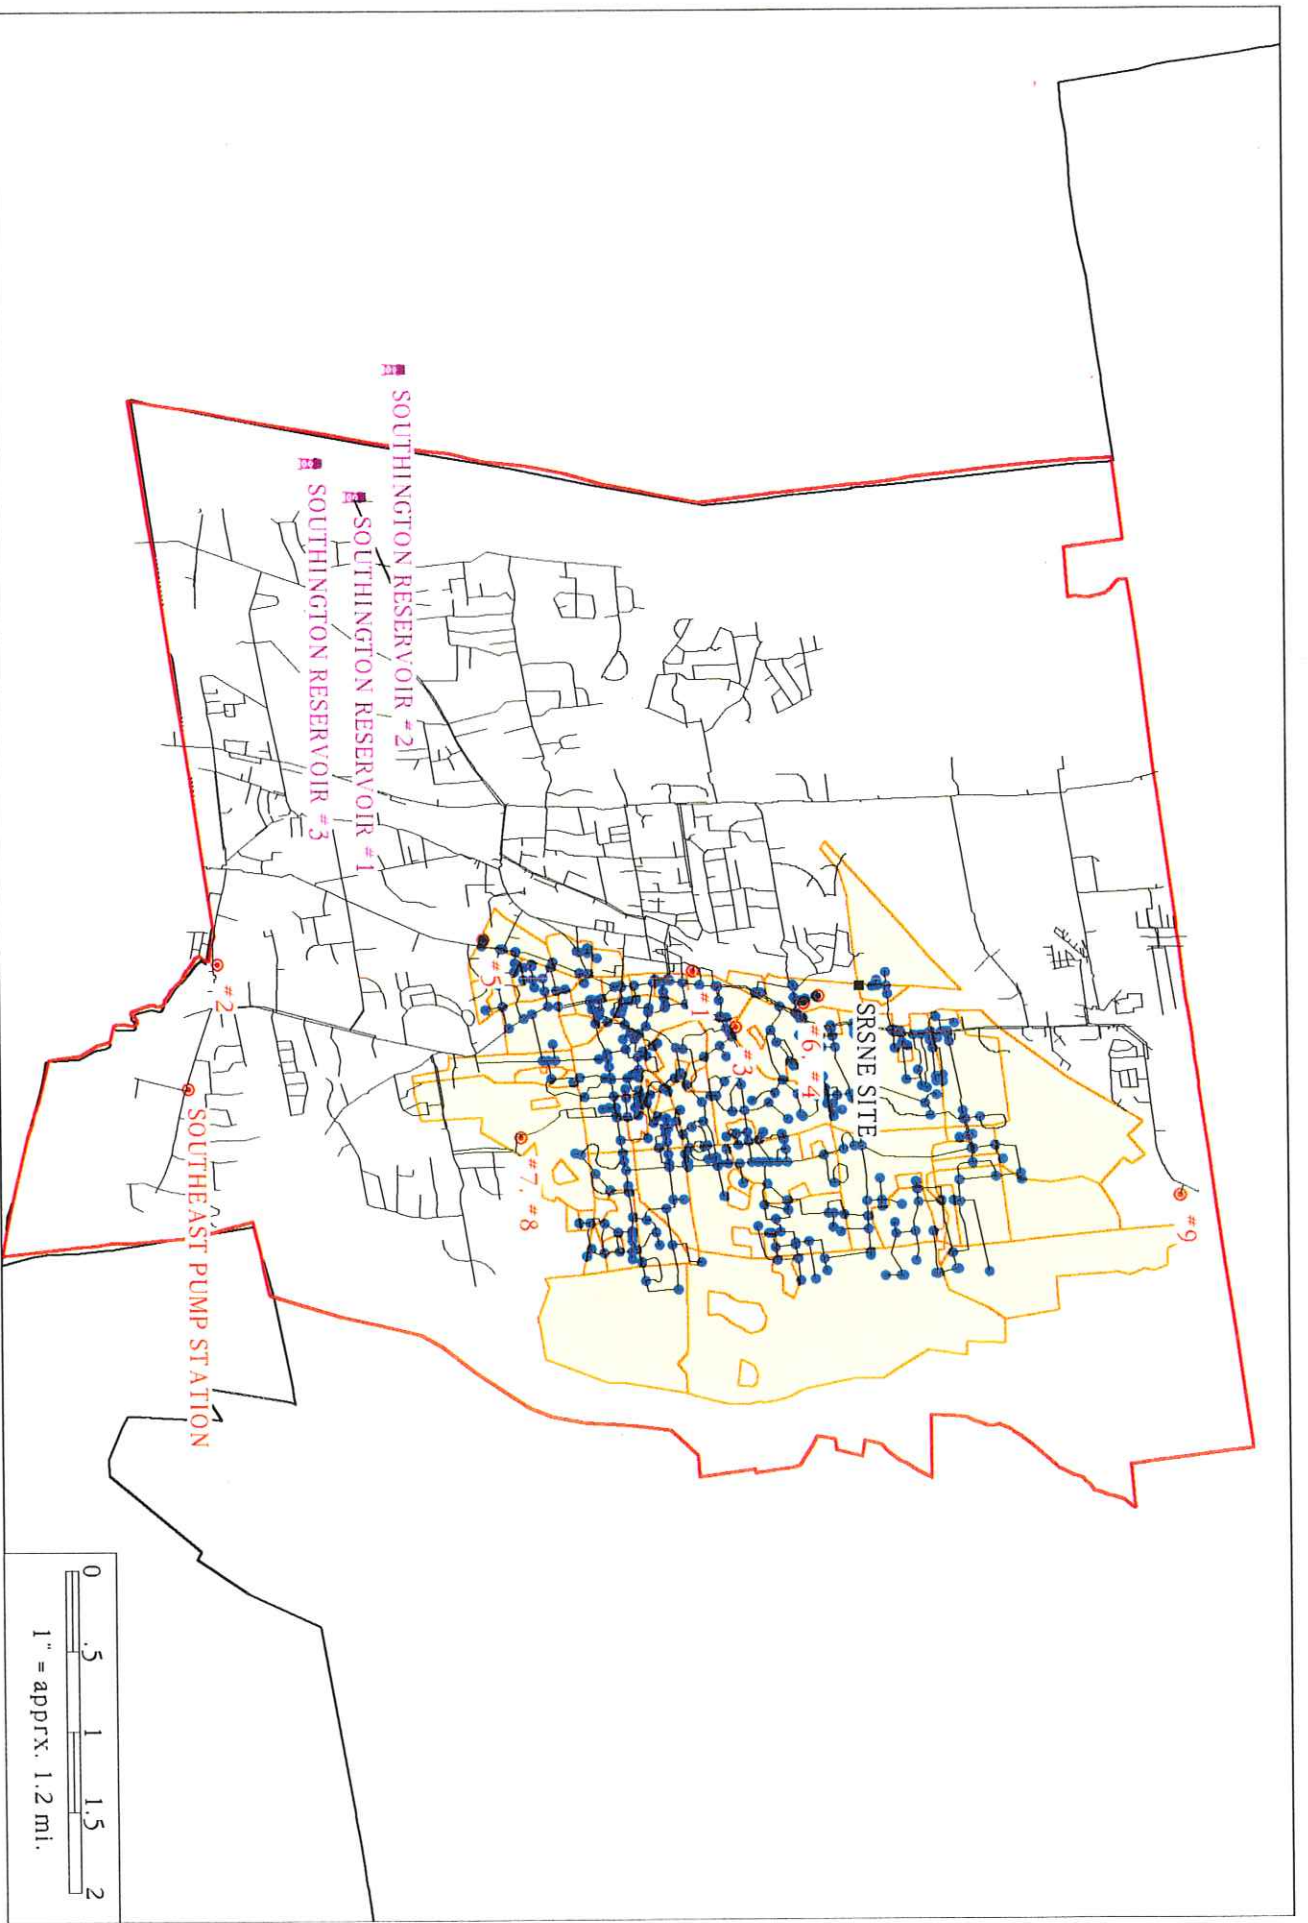 #9
SRSNE SITE
#6, #4
#3
#1
#7, #8
#5
SOUTHINGTON RESERVOIR #2
SOUTHINGTON RESERVOIR #1
SOUTHINGTON RESERVOIR #3
#2
SOUTHEAST PUMP STATION
0 .5 1 1.5 2
1" = apprx. 1.2 mi.